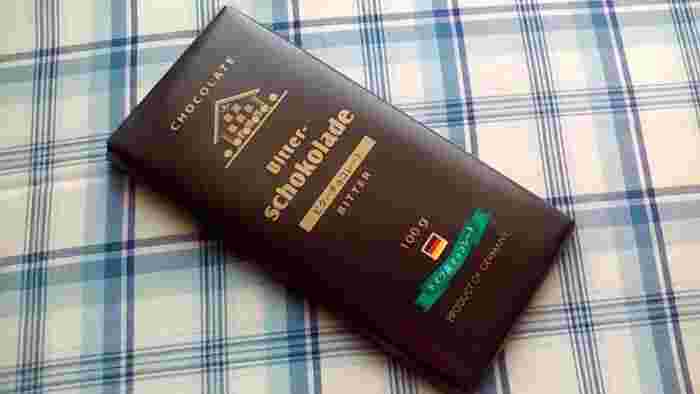 CHOCOLATE
Bitter-
schokolade
ビターチョコレート
BITTER
100g
ドイツ産チョコレート
PRODUCT OF GERMANY